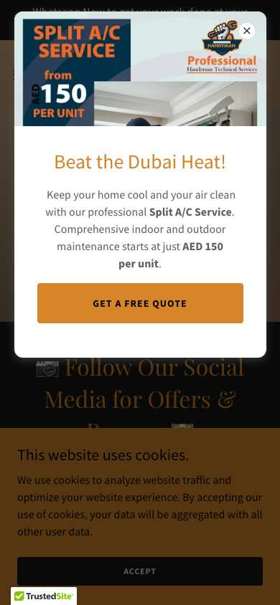 SPLIT A/C
SERVICE
from
AED 150
PER UNIT
HANDYMAN
Professional
Handyman Technical Services
×
Beat the Dubai Heat!
Keep your home cool and your air clean
with our professional Split A/C Service.
Comprehensive indoor and outdoor
maintenance starts at just AED 150
per unit.
GET A FREE QUOTE
📷 Follow Our Social
Media for Offers &
This website uses cookies.
We use cookies to analyze website traffic and
optimize your website experience. By accepting our
use of cookies, your data will be aggregated with all
other user data.
ACCEPT
TrustedSite